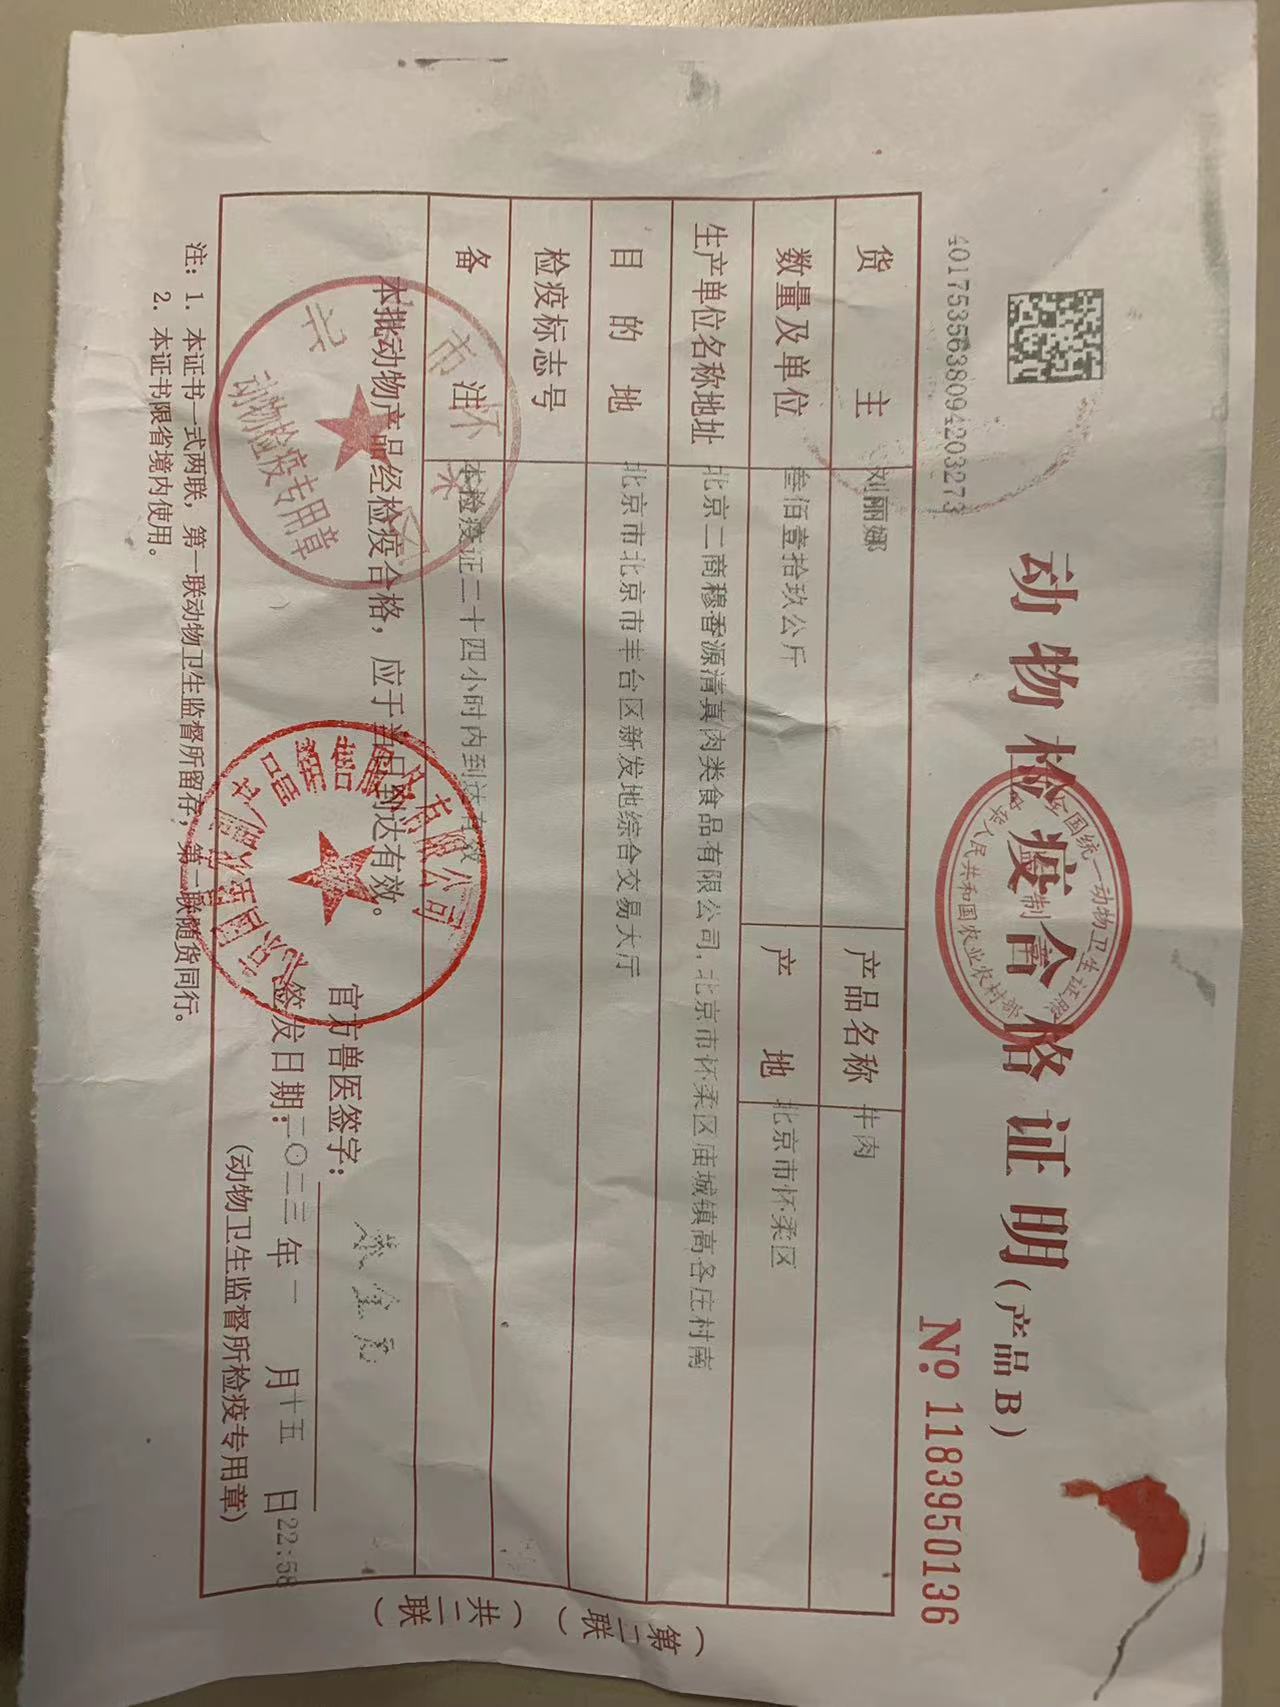 动物检疫合格证明(产品B)
4017535638094203273
№ 1183950136
货主 刘丽娜 产品名称 牛肉
数量及单位 叁佰壹拾玖公斤 产地 北京市怀柔区
生产单位名称地址 北京二商穆香源清真肉类食品有限公司,北京市怀柔区庙城镇高各庄村南
目的地 北京市北京市丰台区新发地综合交易大厅
检疫标志号
备注 本检疫证二十四小时内到达有效
本批动物产品经检疫合格,应于当日到达有效。
官方兽医签字:
签发日期:二〇二三年一月十五日22:58
(动物卫生监督所检疫专用章)
注:1. 本证书一式两联,第一联动物卫生监督所留存,第二联随货同行。
2. 本证书限省境内使用。
(第二联)(共二联)
全国统一动物卫生证
中华人民共和国农业农村部
制
北 市怀柔区
动物检疫专用章
有限公司